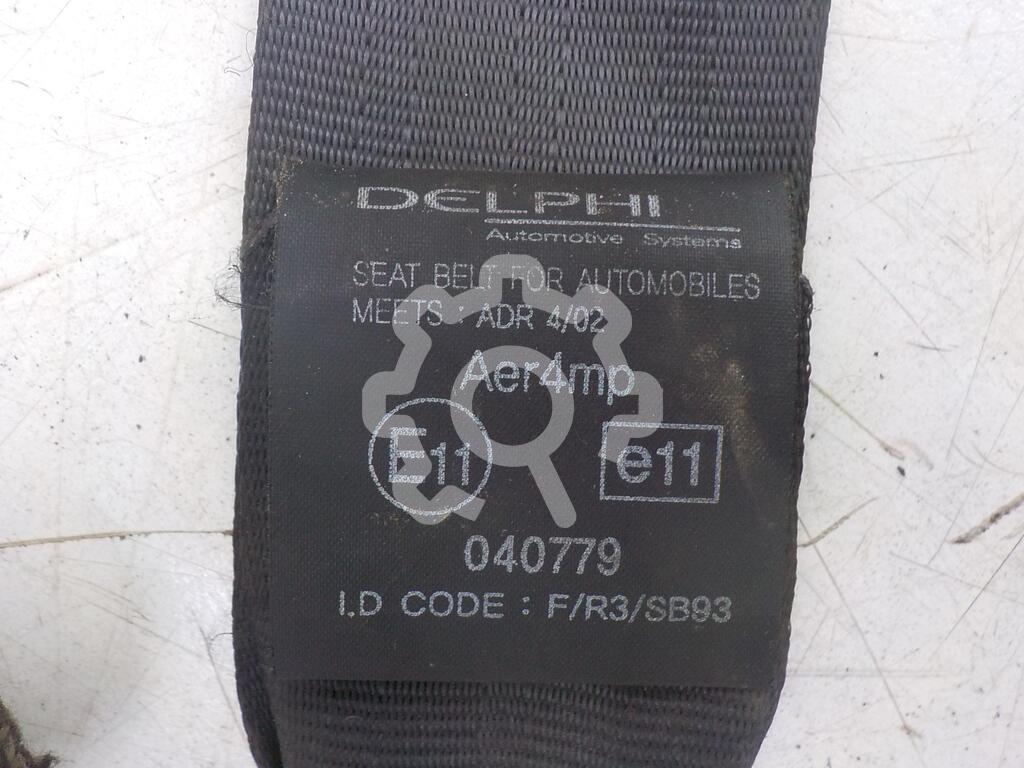 DELPHI
Automotive Systems
SEAT BELT FOR AUTOMOBILES
MEETS : ADR 4/02
Aer4mp
E11 e11
040779
I.D CODE : F/R3/SB93